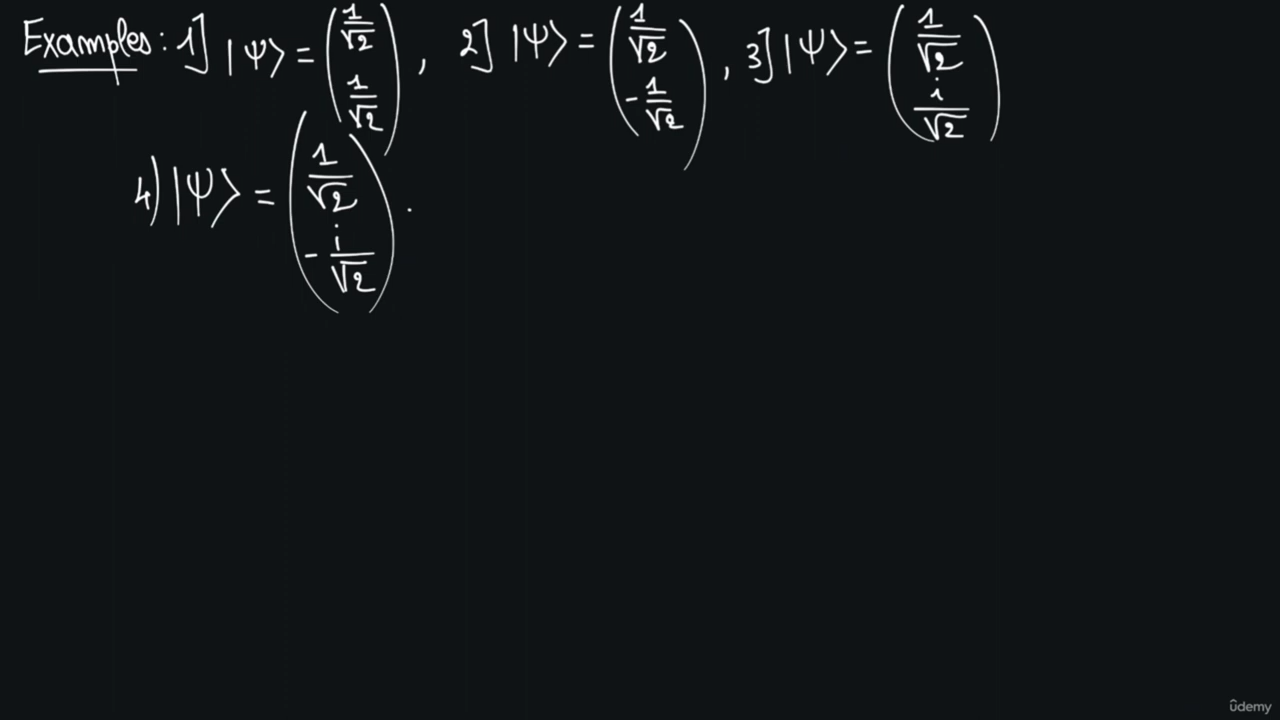 Examples: 1] |Ψ⟩ = (1/√2 1/√2), 2] |Ψ⟩ = (1/√2 -1/√2), 3] |Ψ⟩ = (1/√2 i/√2)
4) |Ψ⟩ = (1/√2 -i/√2).
ûdemy